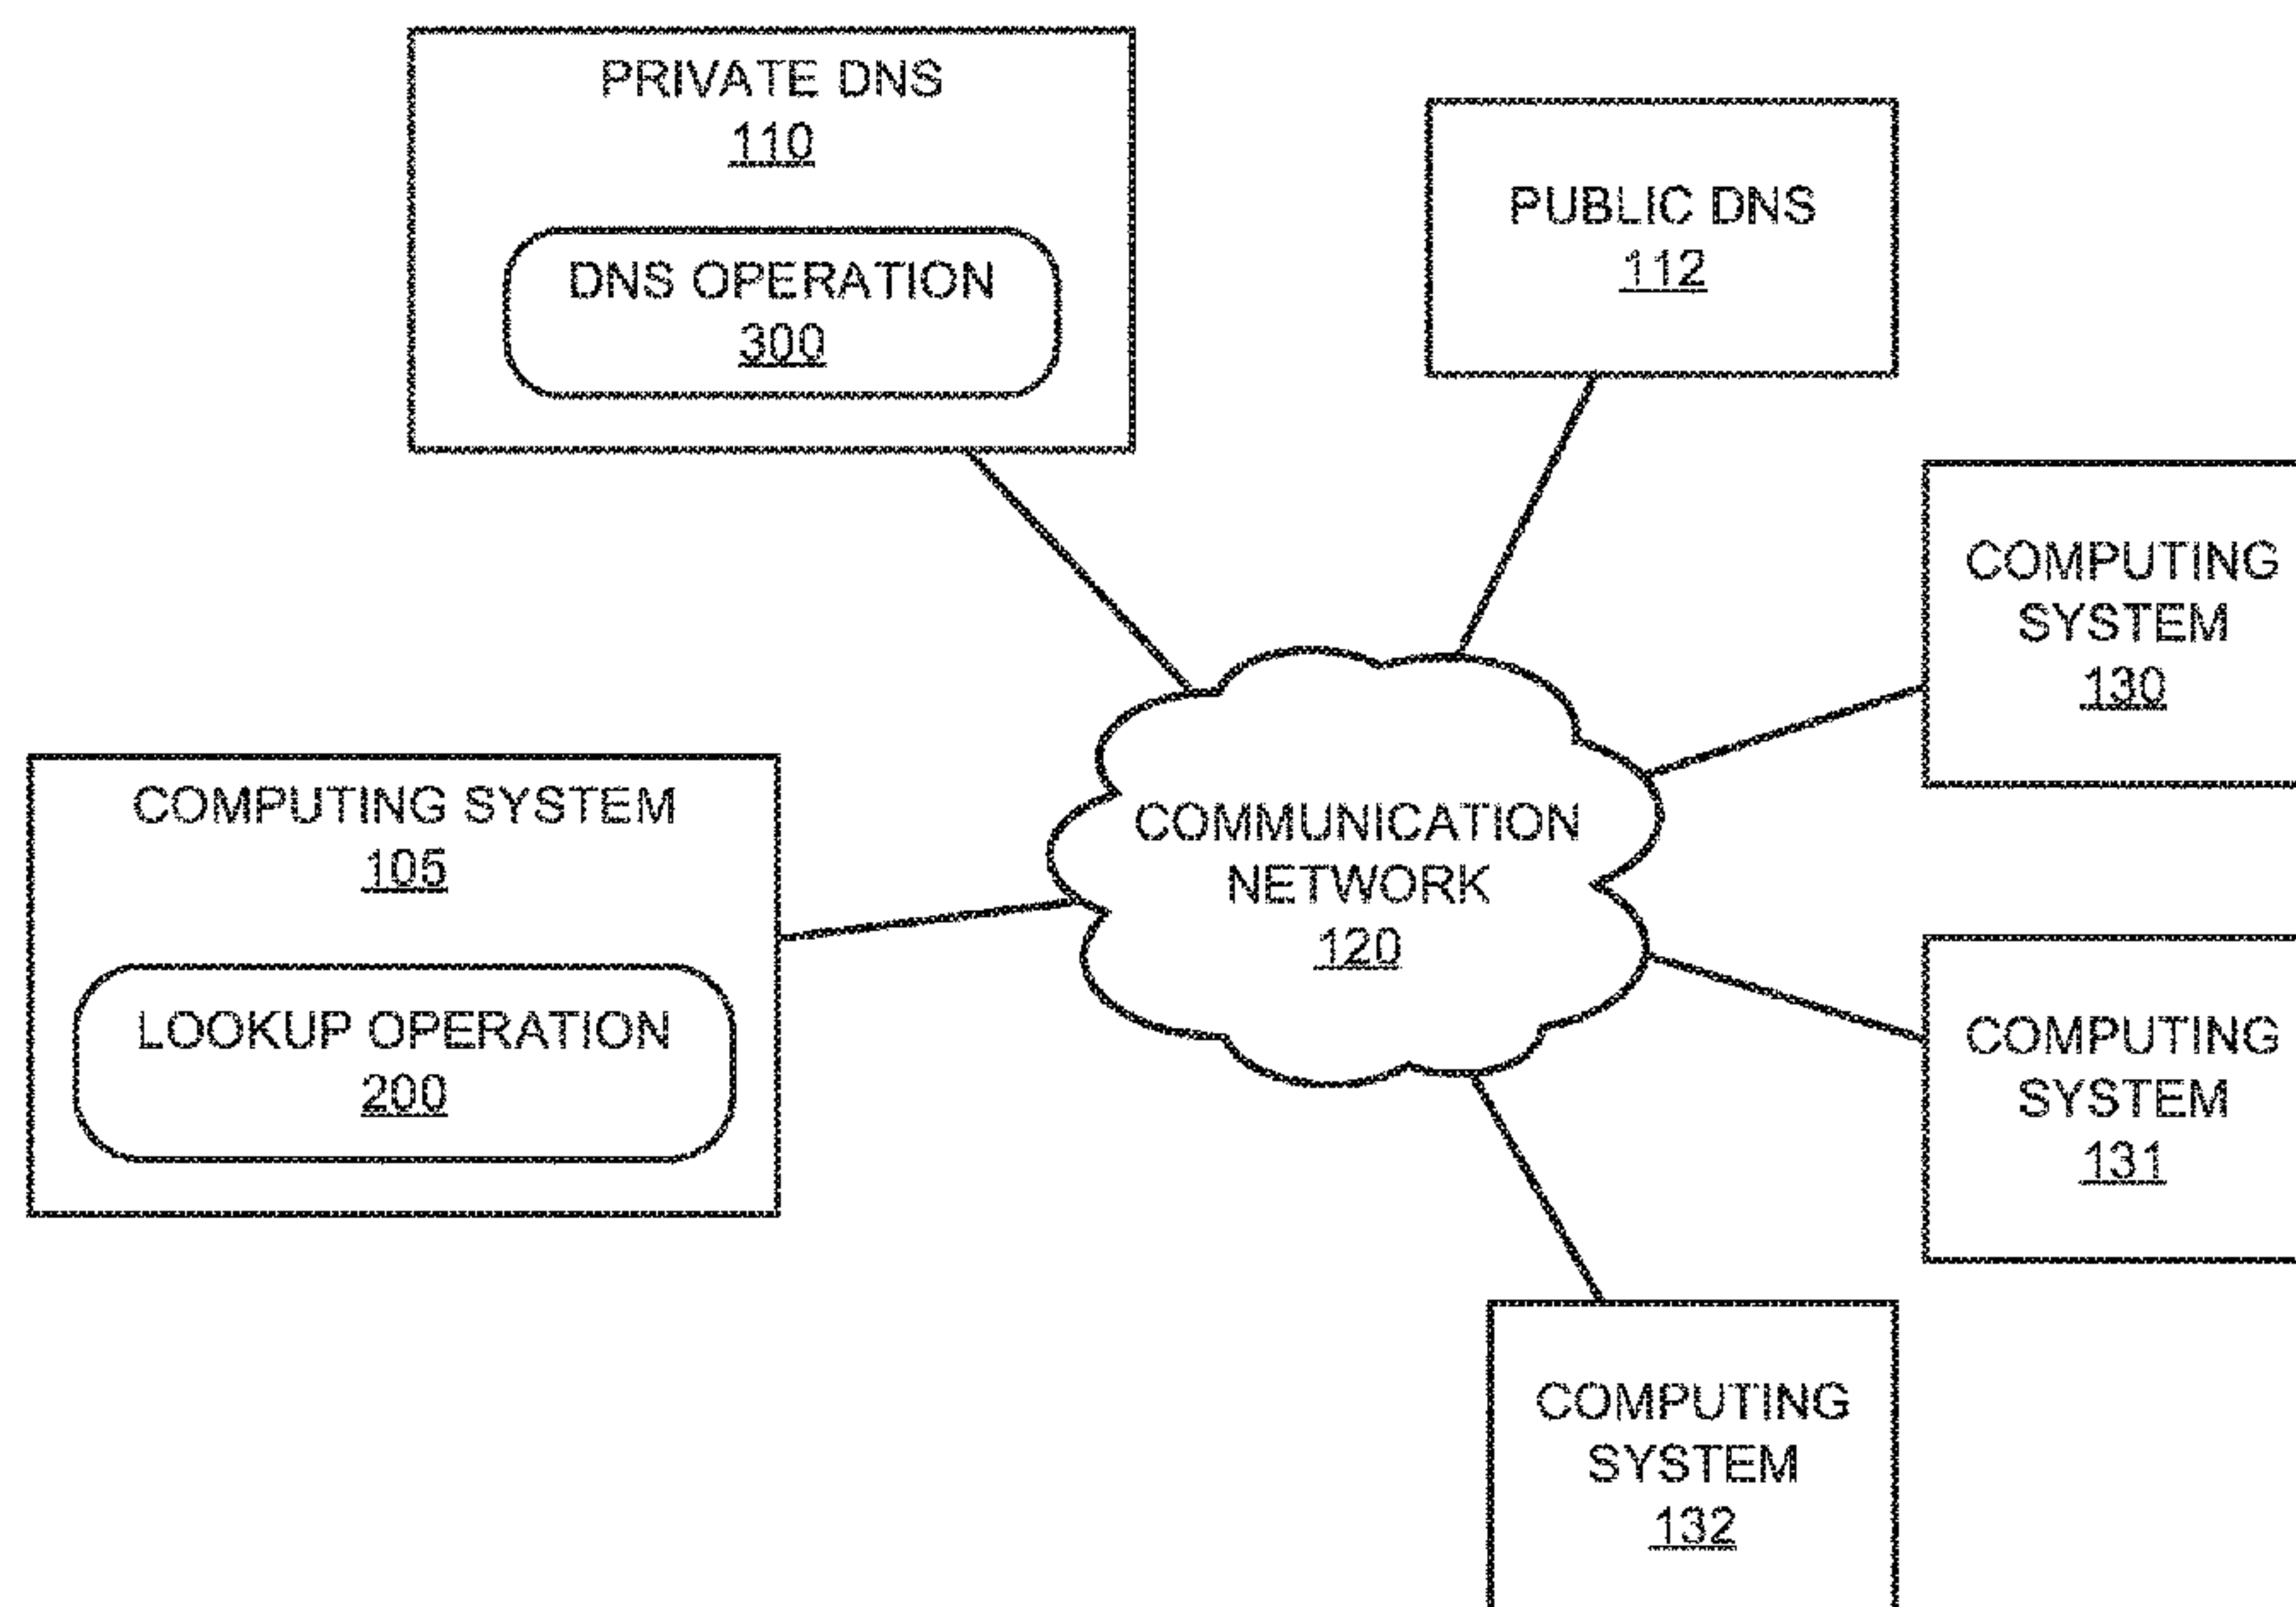 PRIVATE DNS
110
DNS OPERATION
300
PUBLIC DNS
112
COMPUTING
SYSTEM
130
COMPUTING SYSTEM
105
LOOKUP OPERATION
200
COMMUNICATION
NETWORK
120
COMPUTING
SYSTEM
131
COMPUTING
SYSTEM
132